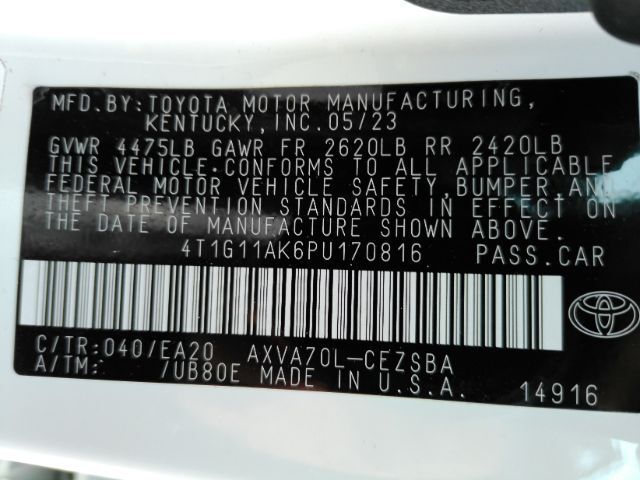 MFD.BY:TOYOTA MOTOR MANUFACTURING,
KENTUCKY,INC.05/23
GVWR 4475LB GAWR FR 2620LB RR 2420LB
THIS VEHICLE CONFORMS TO ALL APPLICABLE
FEDERAL MOTOR VEHICLE SAFETY,BUMPER,AND
THEFT PREVENTION STANDARDS IN EFFECT ON
THE DATE OF MANUFACTURE SHOWN ABOVE.
4T1G11AK6PU170816 PASS.CAR
C/TR:040/EA20 AXVA70L-CEZSBA
A/TM: /UB80E MADE IN U.S.A. 14916